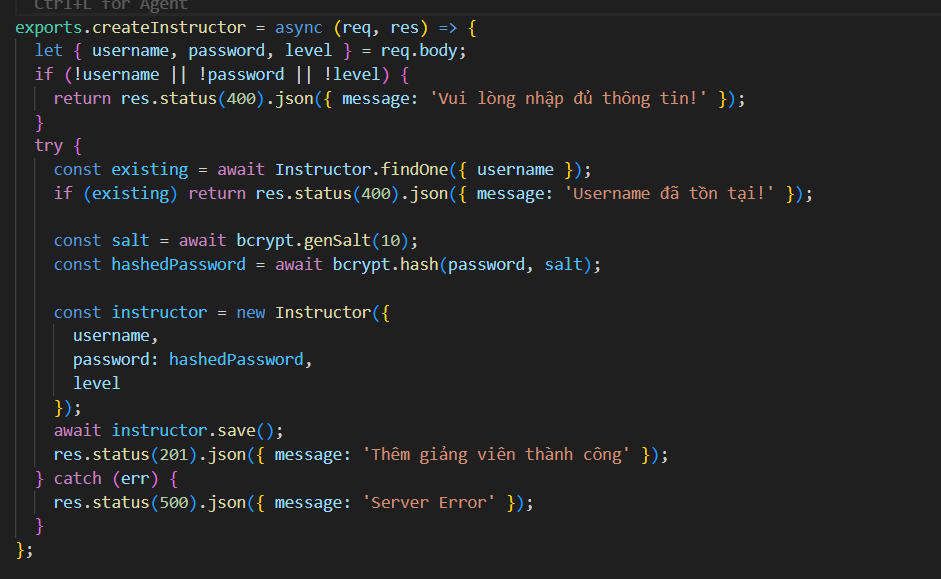 Ctrl+L for Agent
exports.createInstructor = async (req, res) => {
  let { username, password, level } = req.body;
  if (!username || !password || !level) {
    return res.status(400).json({ message: 'Vui lòng nhập đủ thông tin!' });
  }
  try {
    const existing = await Instructor.findOne({ username });
    if (existing) return res.status(400).json({ message: 'Username đã tồn tại!' });

    const salt = await bcrypt.genSalt(10);
    const hashedPassword = await bcrypt.hash(password, salt);

    const instructor = new Instructor({
      username,
      password: hashedPassword,
      level
    });
    await instructor.save();
    res.status(201).json({ message: 'Thêm giảng viên thành công' });
  } catch (err) {
    res.status(500).json({ message: 'Server Error' });
  }
};